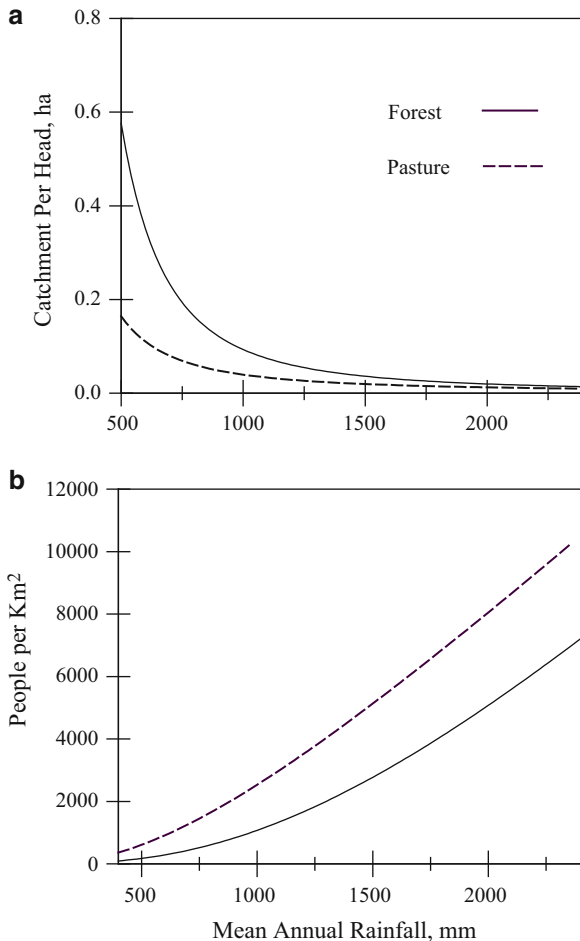 a
0.8
0.6
0.4
0.2
0.0
Catchment Per Head, ha
Forest
Pasture
500 1000 1500 2000
b
12000
10000
8000
6000
4000
2000
0
People per Km²
500 1000 1500 2000
Mean Annual Rainfall, mm